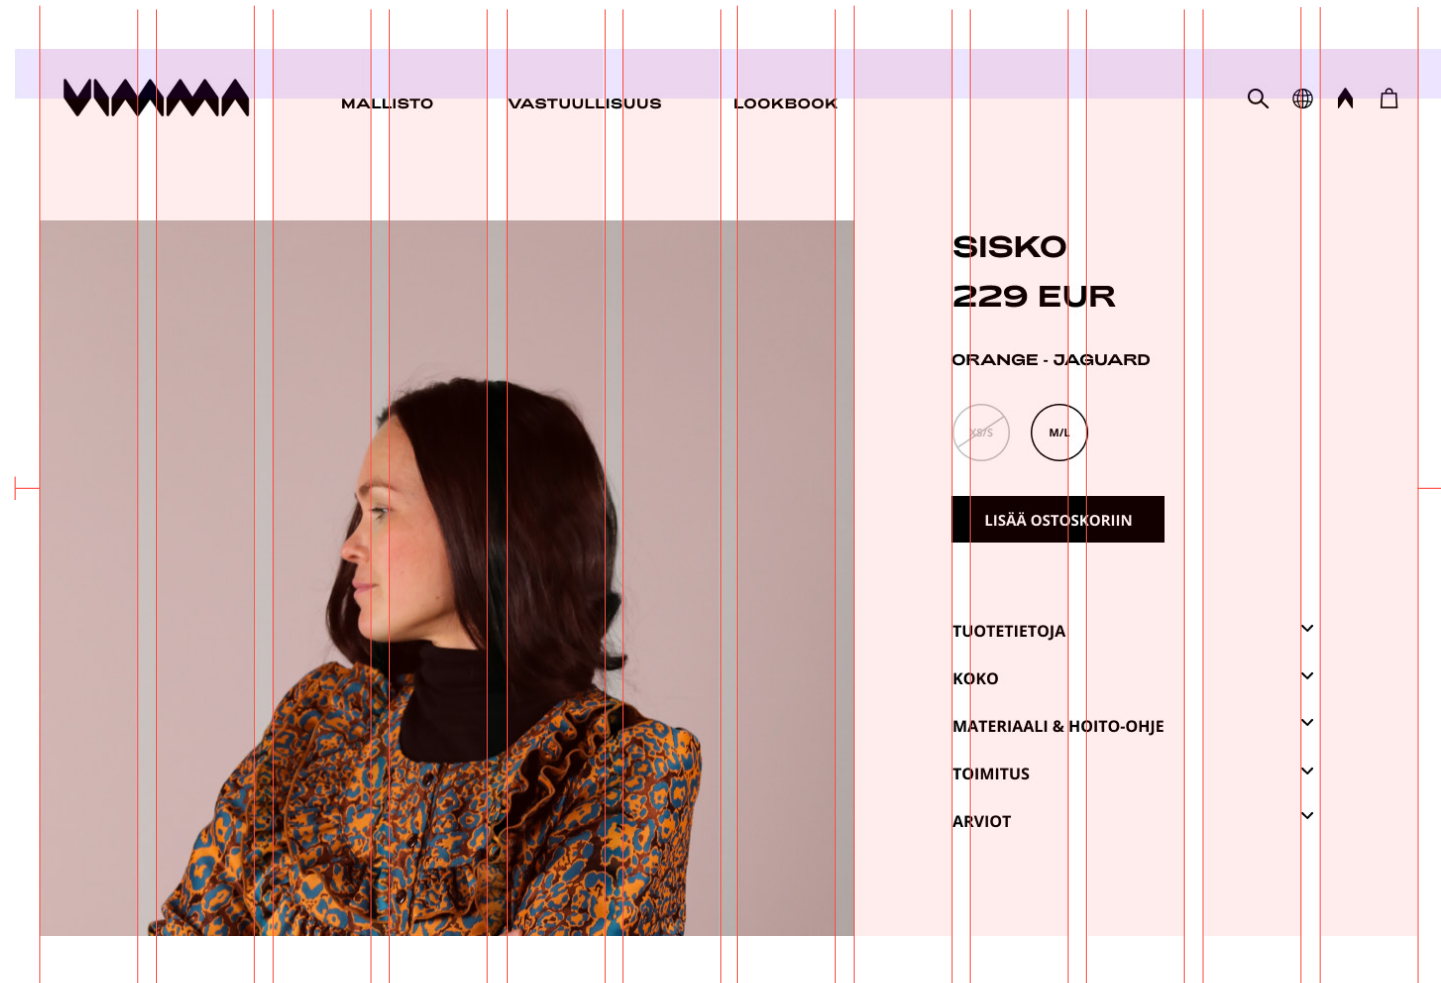 VIMMA
MALLISTO
VASTUULLISUUS
LOOKBOOK
SISKO
229 EUR
ORANGE - JAGUARD
XS/S
M/L
LISÄÄ OSTOSKORIIN
TUOTETIETOJA
KOKO
MATERIAALI & HOITO-OHJE
TOIMITUS
ARVIOT